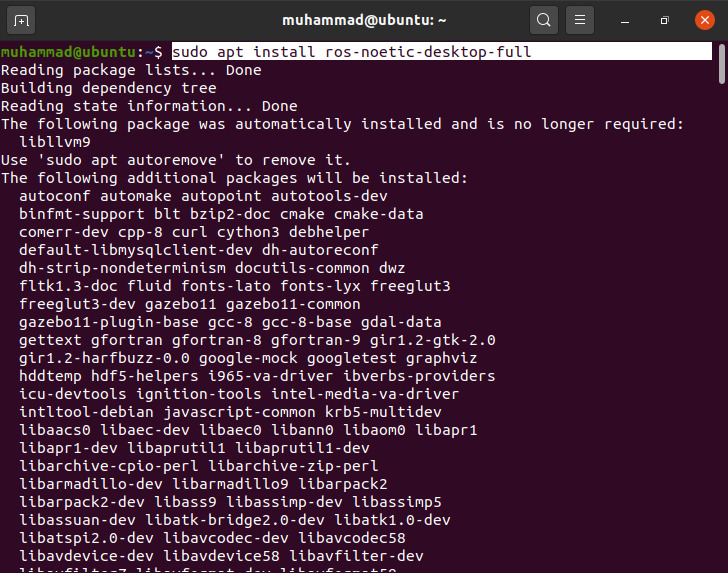 muhammad@ubuntu: ~
muhammad@ubuntu:~$ sudo apt install ros-noetic-desktop-full
Reading package lists... Done
Building dependency tree
Reading state information... Done
The following package was automatically installed and is no longer required:
  libllvm9
Use 'sudo apt autoremove' to remove it.
The following additional packages will be installed:
  autoconf automake autopoint autotools-dev
  binfmt-support blt bzip2-doc cmake cmake-data
  comerr-dev cpp-8 curl cython3 debhelper
  default-libmysqlclient-dev dh-autoreconf
  dh-strip-nondeterminism docutils-common dwz
  fltk1.3-doc fluid fonts-lato fonts-lyx freeglut3
  freeglut3-dev gazebo11 gazebo11-common
  gazebo11-plugin-base gcc-8 gcc-8-base gdal-data
  gettext gfortran gfortran-8 gfortran-9 gir1.2-gtk-2.0
  gir1.2-harfbuzz-0.0 google-mock googletest graphviz
  hddtemp hdf5-helpers i965-va-driver ibverbs-providers
  icu-devtools ignition-tools intel-media-va-driver
  intltool-debian javascript-common krb5-multidev
  libaacs0 libaec-dev libaec0 libann0 libaom0 libapr1
  libapr1-dev libaprutil1 libaprutil1-dev
  libarchive-cpio-perl libarchive-zip-perl
  libarmadillo-dev libarmadillo9 libarpack2
  libarpack2-dev libass9 libassimp-dev libassimp5
  libassuan-dev libatk-bridge2.0-dev libatk1.0-dev
  libatspi2.0-dev libavcodec-dev libavcodec58
  libavdevice-dev libavdevice58 libavfilter-dev
  libavfilter7 libavformat-dev libavformat58